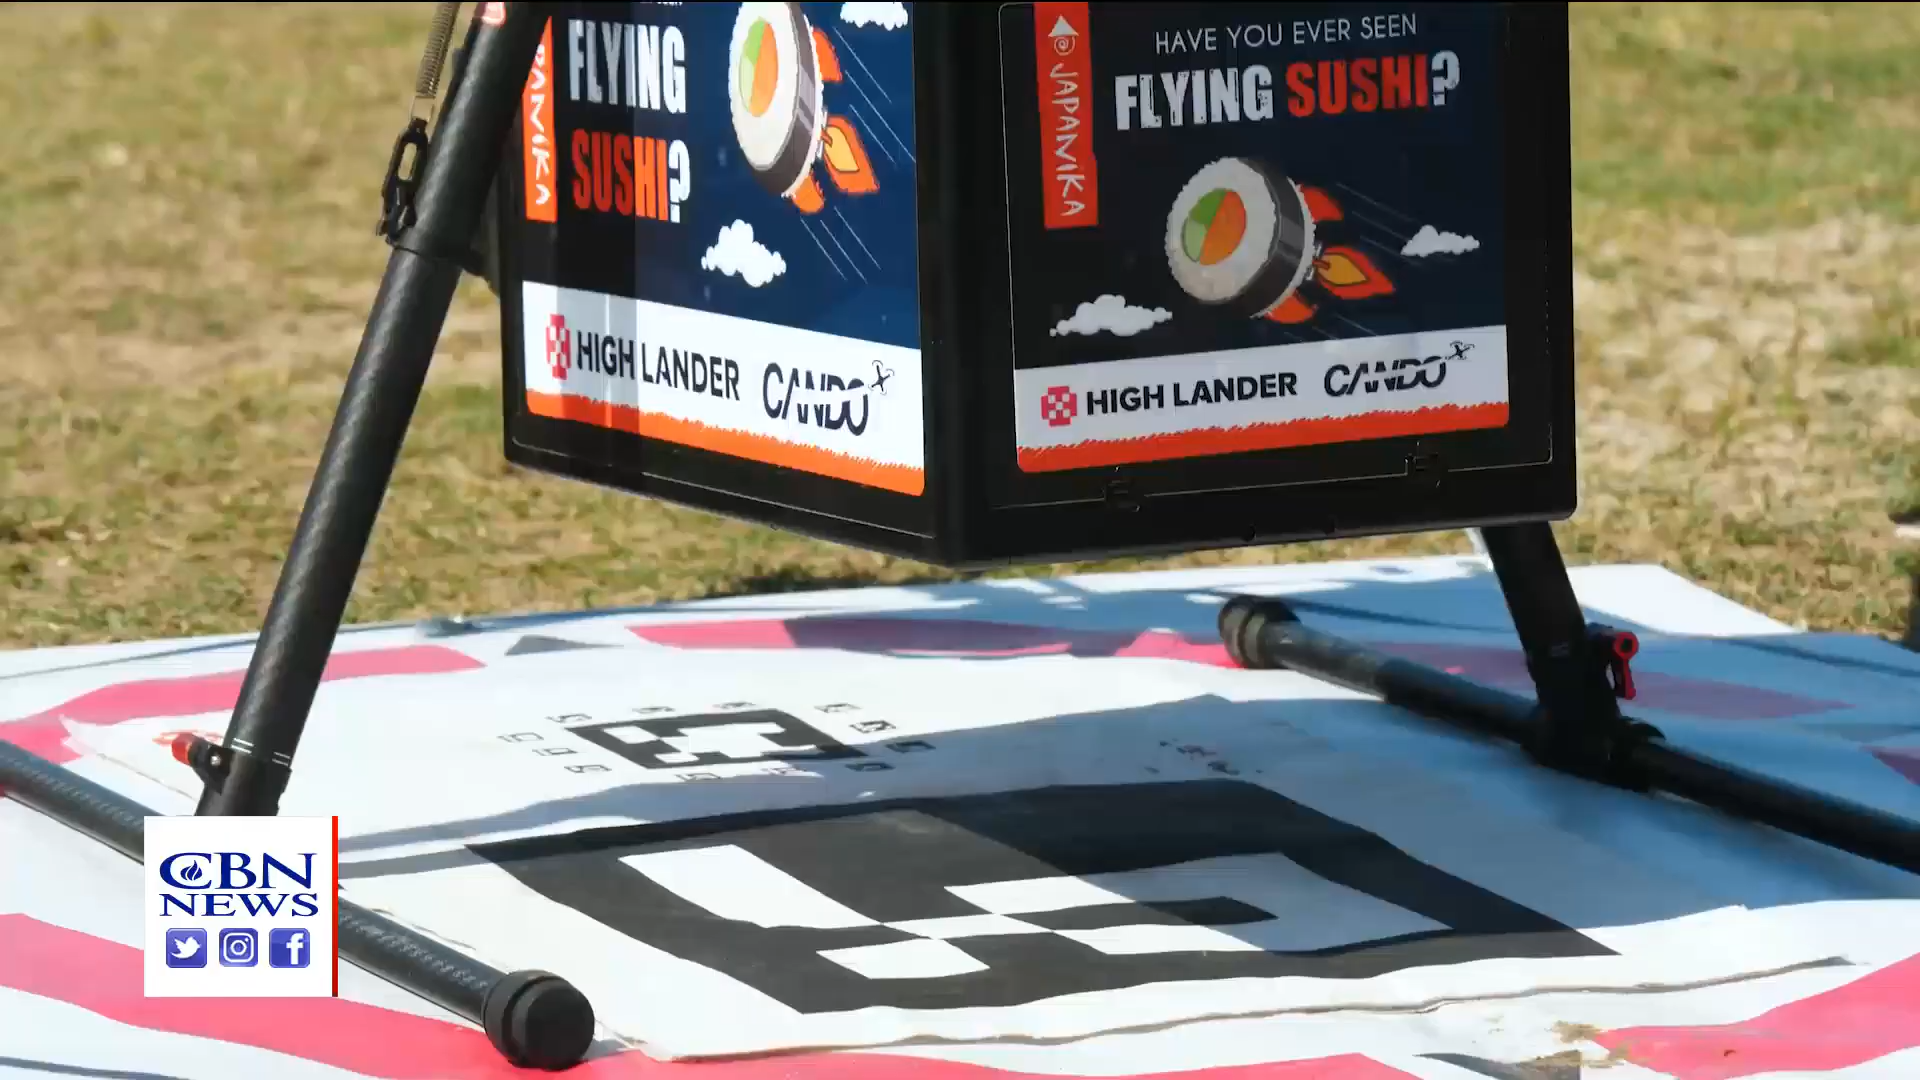 JAPANIKA
FLYING
SUSHI?
HIGH LANDER
CANDO
JAPANIKA
HAVE YOU EVER SEEN
FLYING SUSHI?
HIGH LANDER
CANDO
CBN
NEWS